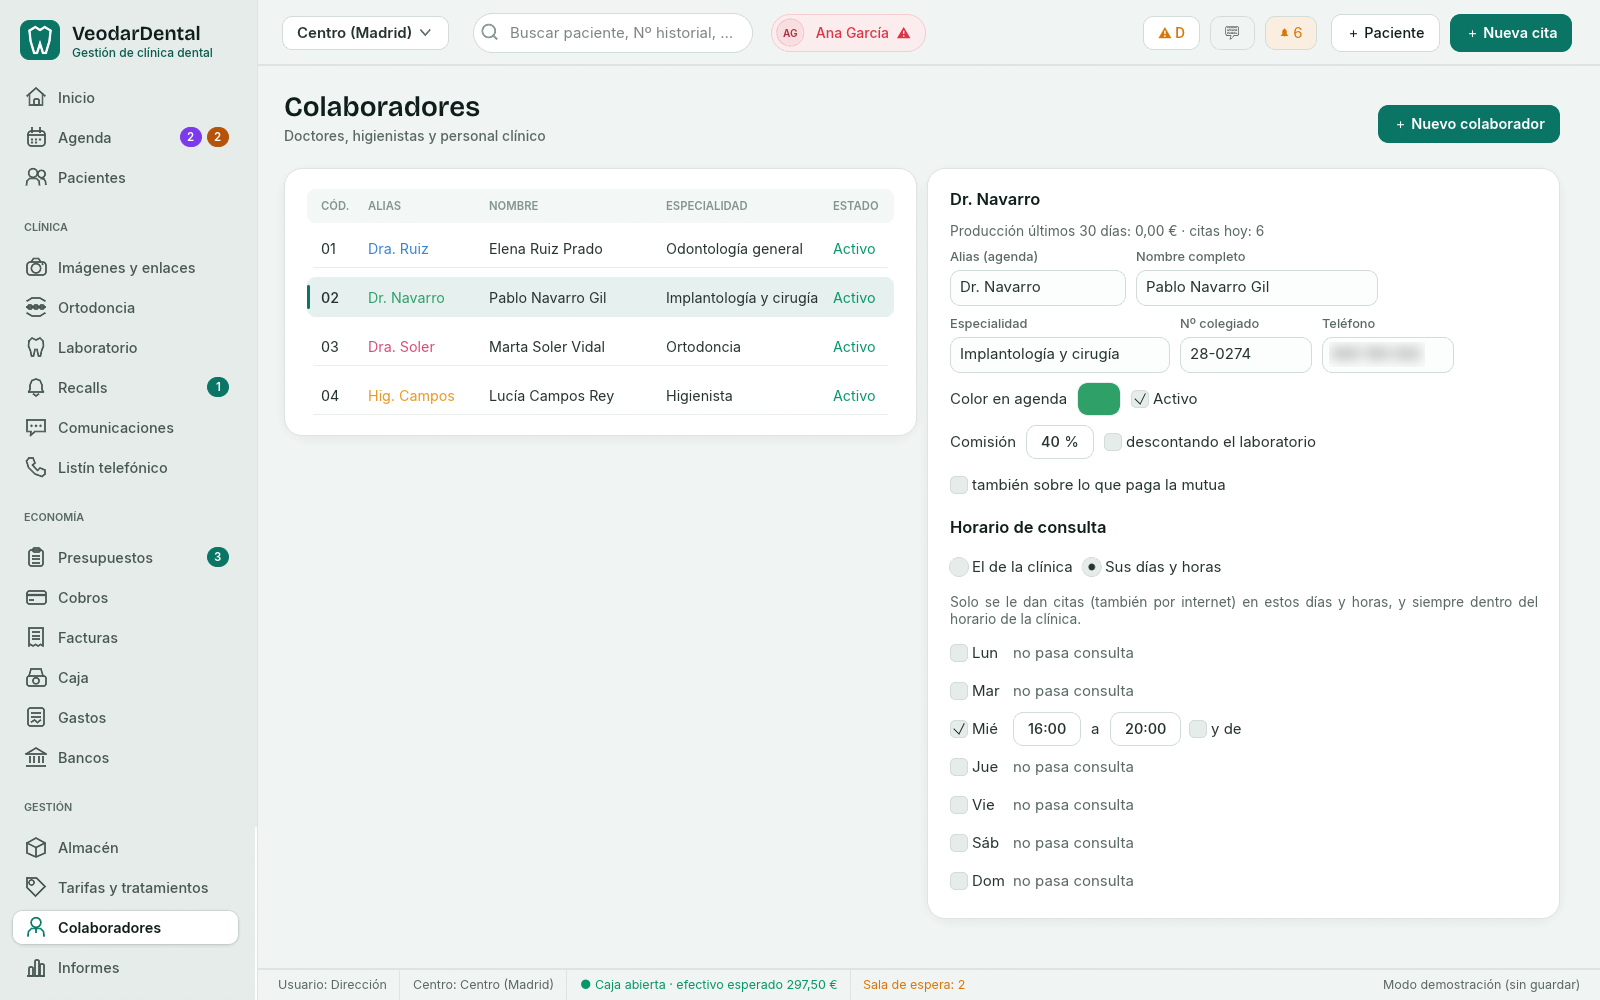 VeodarDental
Gestión de clínica dental
Inicio
Agenda 2 2
Pacientes
CLÍNICA
Imágenes y enlaces
Ortodoncia
Laboratorio
Recalls 1
Comunicaciones
Listín telefónico
ECONOMÍA
Presupuestos 3
Cobros
Facturas
Caja
Gastos
Bancos
GESTIÓN
Almacén
Tarifas y tratamientos
Colaboradores
Informes
Centro (Madrid)
Buscar paciente, Nº historial, ...
AG Ana García
D
6
+ Paciente
+ Nueva cita
Colaboradores
Doctores, higienistas y personal clínico
+ Nuevo colaborador
CÓD. ALIAS NOMBRE ESPECIALIDAD ESTADO
01 Dra. Ruiz Elena Ruiz Prado Odontología general Activo
02 Dr. Navarro Pablo Navarro Gil Implantología y cirugía Activo
03 Dra. Soler Marta Soler Vidal Ortodoncia Activo
04 Hig. Campos Lucía Campos Rey Higienista Activo
Dr. Navarro
Producción últimos 30 días: 0,00 € · citas hoy: 6
Alias (agenda) Nombre completo
Dr. Navarro Pablo Navarro Gil
Especialidad Nº colegiado Teléfono
Implantología y cirugía 28-0274
Color en agenda Activo
Comisión 40 % descontando el laboratorio
también sobre lo que paga la mutua
Horario de consulta
El de la clínica Sus días y horas
Solo se le dan citas (también por internet) en estos días y horas, y siempre dentro del
horario de la clínica.
Lun no pasa consulta
Mar no pasa consulta
Mié 16:00 a 20:00 y de
Jue no pasa consulta
Vie no pasa consulta
Sáb no pasa consulta
Dom no pasa consulta
Usuario: Dirección
Centro: Centro (Madrid)
Caja abierta · efectivo esperado 297,50 €
Sala de espera: 2
Modo demostración (sin guardar)